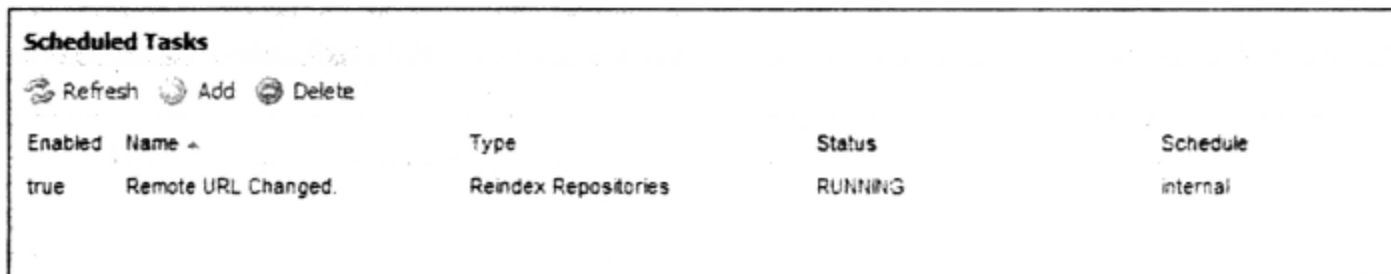 Scheduled Tasks
Refresh Add Delete
Enabled Name Type Status Schedule
true Remote URL Changed. Reindex Repositories RUNNING internal